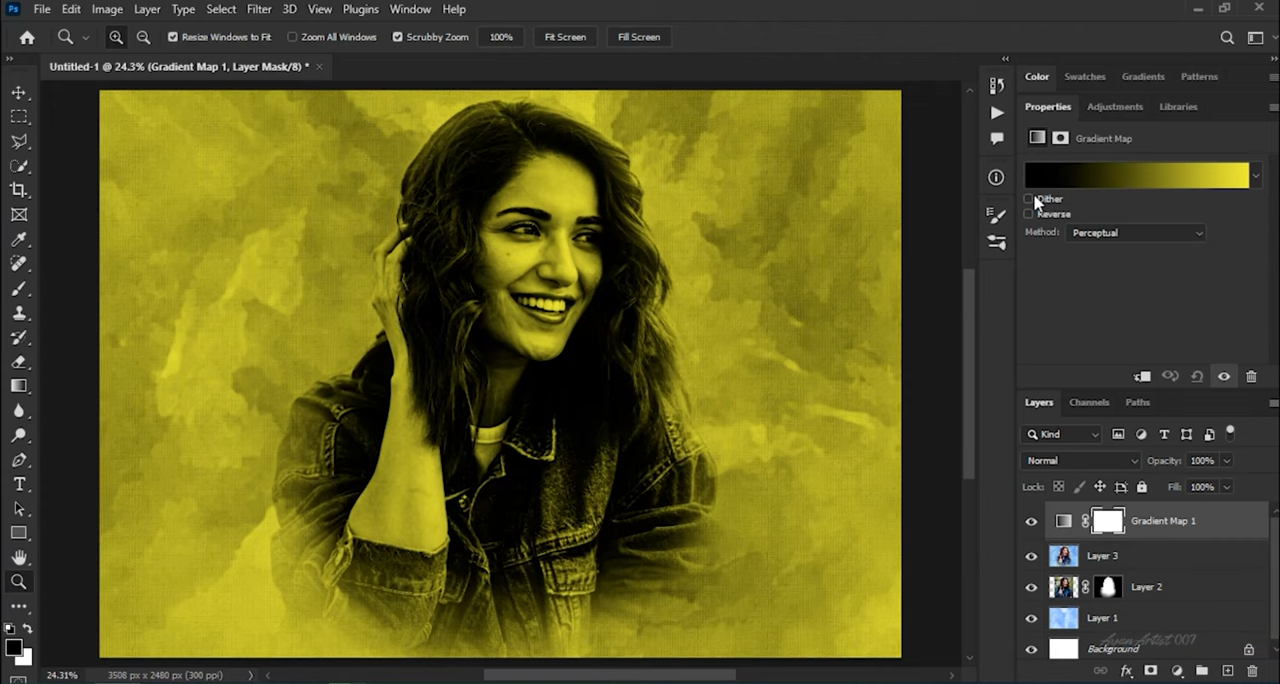 Ps File Edit Image Layer Type Select Filter 3D View Plugins Window Help
Resize Windows to Fit Zoom All Windows Scrubby Zoom 100% Fit Screen Fill Screen
Untitled-1 @ 24.3% (Gradient Map 1, Layer Mask/8) *
Color Swatches Gradients Patterns
Properties Adjustments Libraries
Gradient Map
Dither
Reverse
Method: Perceptual
Layers Channels Paths
Kind
Normal Opacity: 100%
Lock: Fill: 100%
Gradient Map 1
Layer 3
Layer 2
Layer 1
AyanArtist 007
Background
24.31% 3508 px x 2480 px (300 ppi)